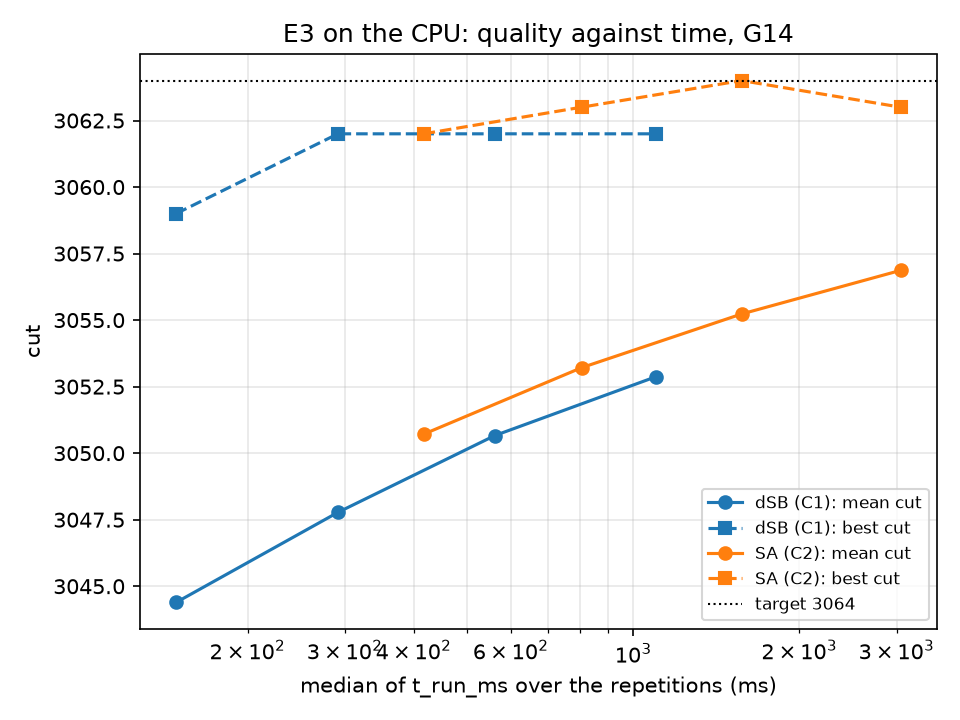 E3 on the CPU: quality against time, G14
cut
3062.5
3060.0
3057.5
3055.0
3052.5
3050.0
3047.5
3045.0
dSB (C1): mean cut
dSB (C1): best cut
SA (C2): mean cut
SA (C2): best cut
target 3064
2 × 10² 3 × 10² 4 × 10² 6 × 10² 10³ 2 × 10³ 3 × 10³
median of t_run_ms over the repetitions (ms)